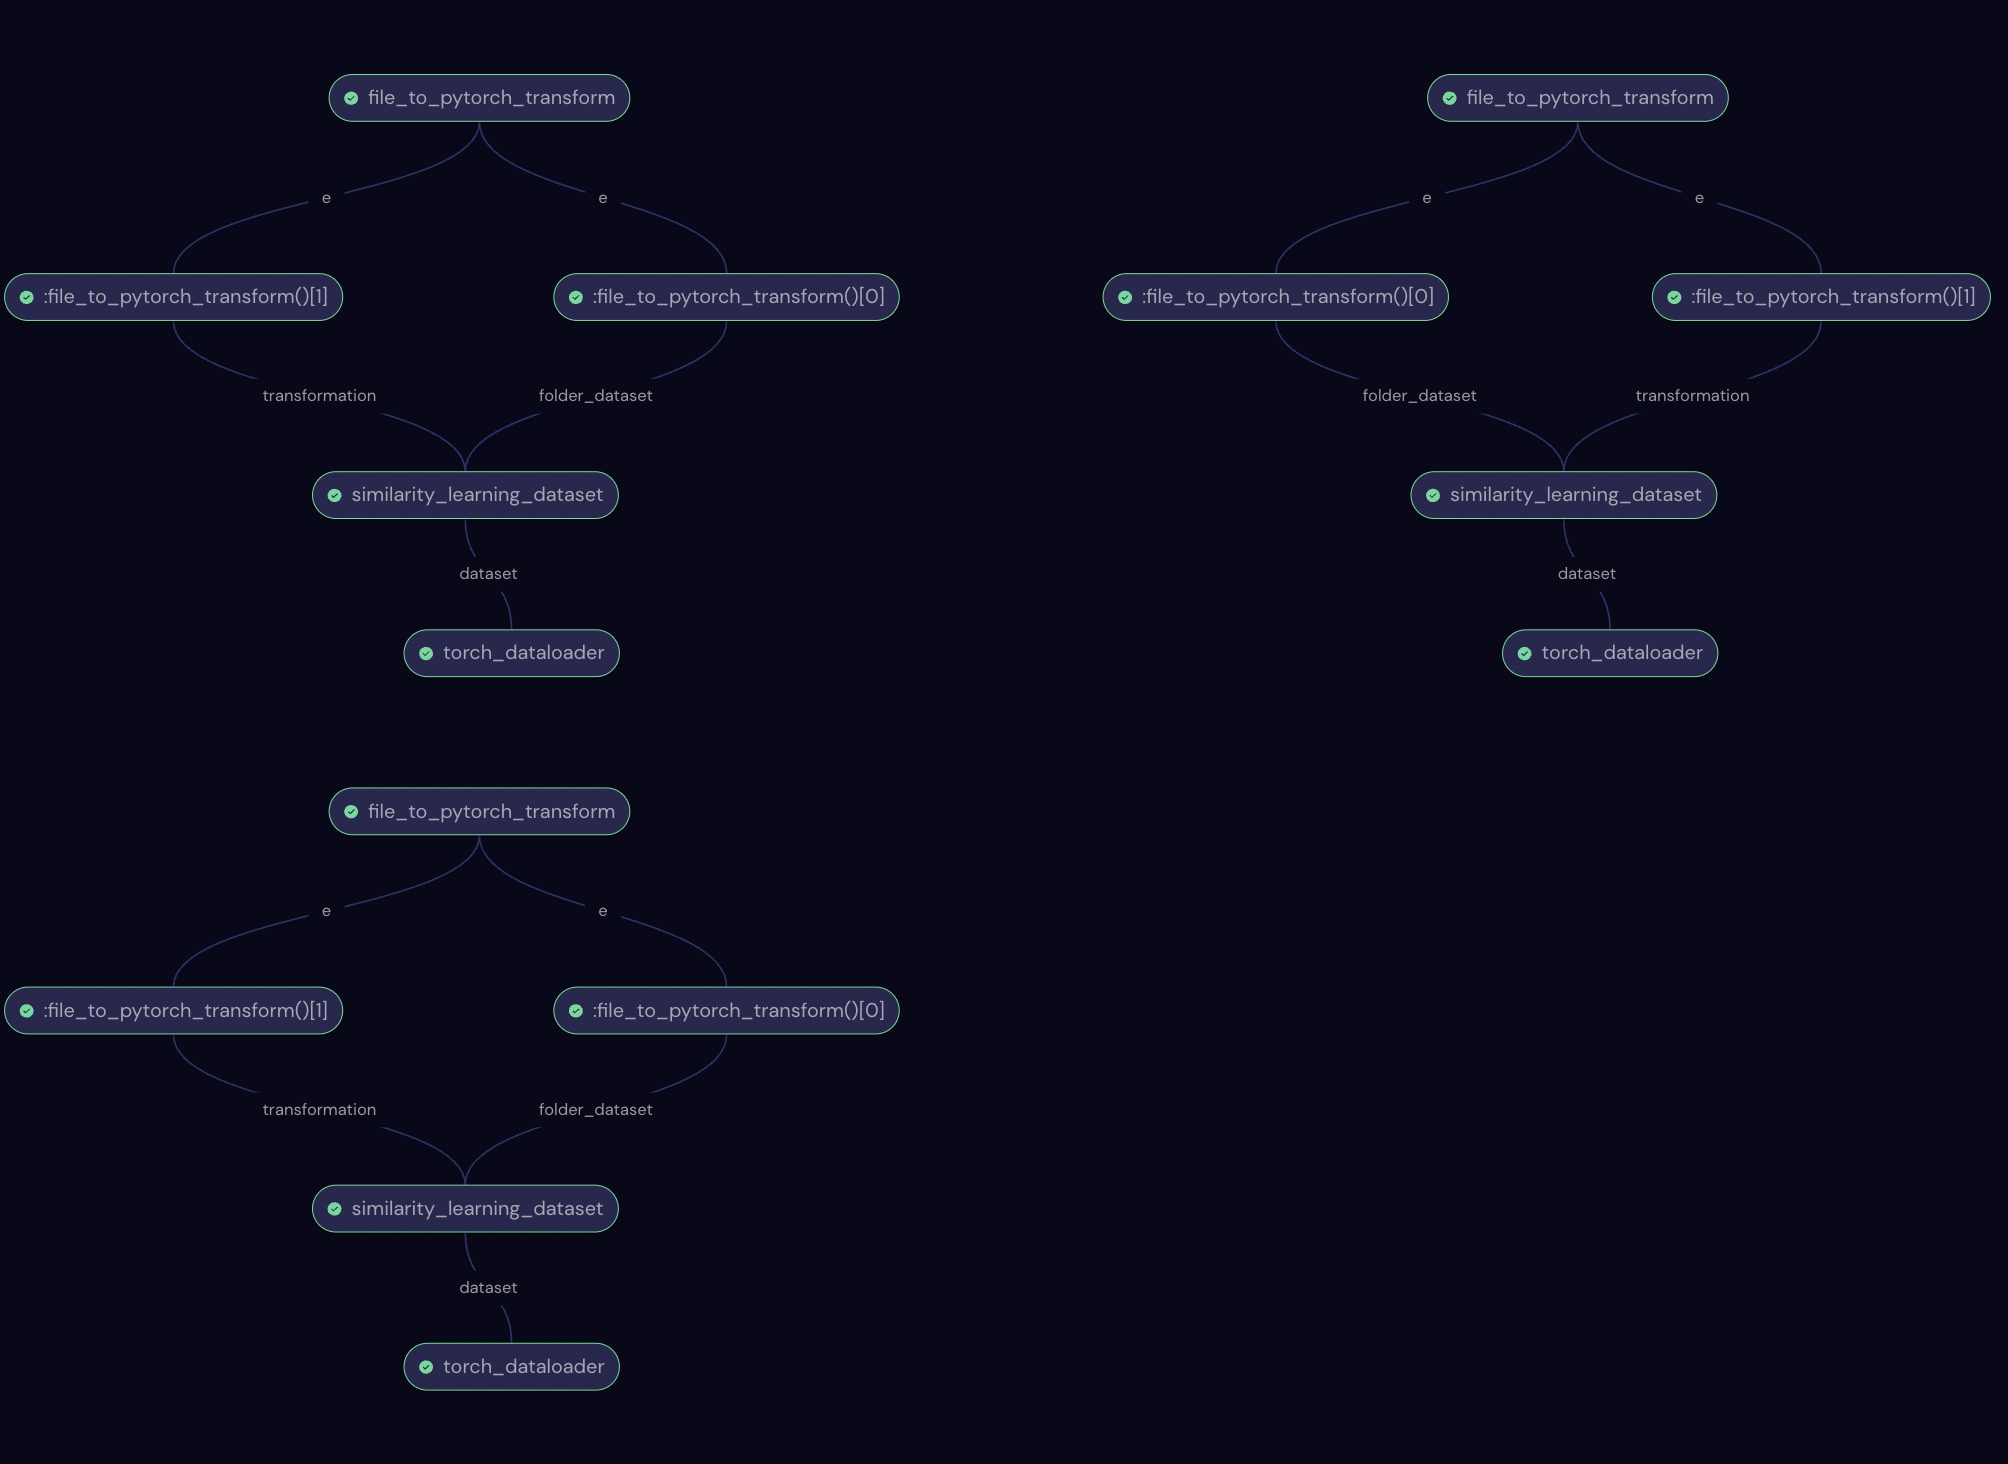 file_to_pytorch_transform
e
e
:file_to_pytorch_transform()[1]
:file_to_pytorch_transform()[0]
transformation
folder_dataset
similarity_learning_dataset
dataset
torch_dataloader
file_to_pytorch_transform
e
e
:file_to_pytorch_transform()[0]
:file_to_pytorch_transform()[1]
folder_dataset
transformation
similarity_learning_dataset
dataset
torch_dataloader
file_to_pytorch_transform
e
e
:file_to_pytorch_transform()[1]
:file_to_pytorch_transform()[0]
transformation
folder_dataset
similarity_learning_dataset
dataset
torch_dataloader